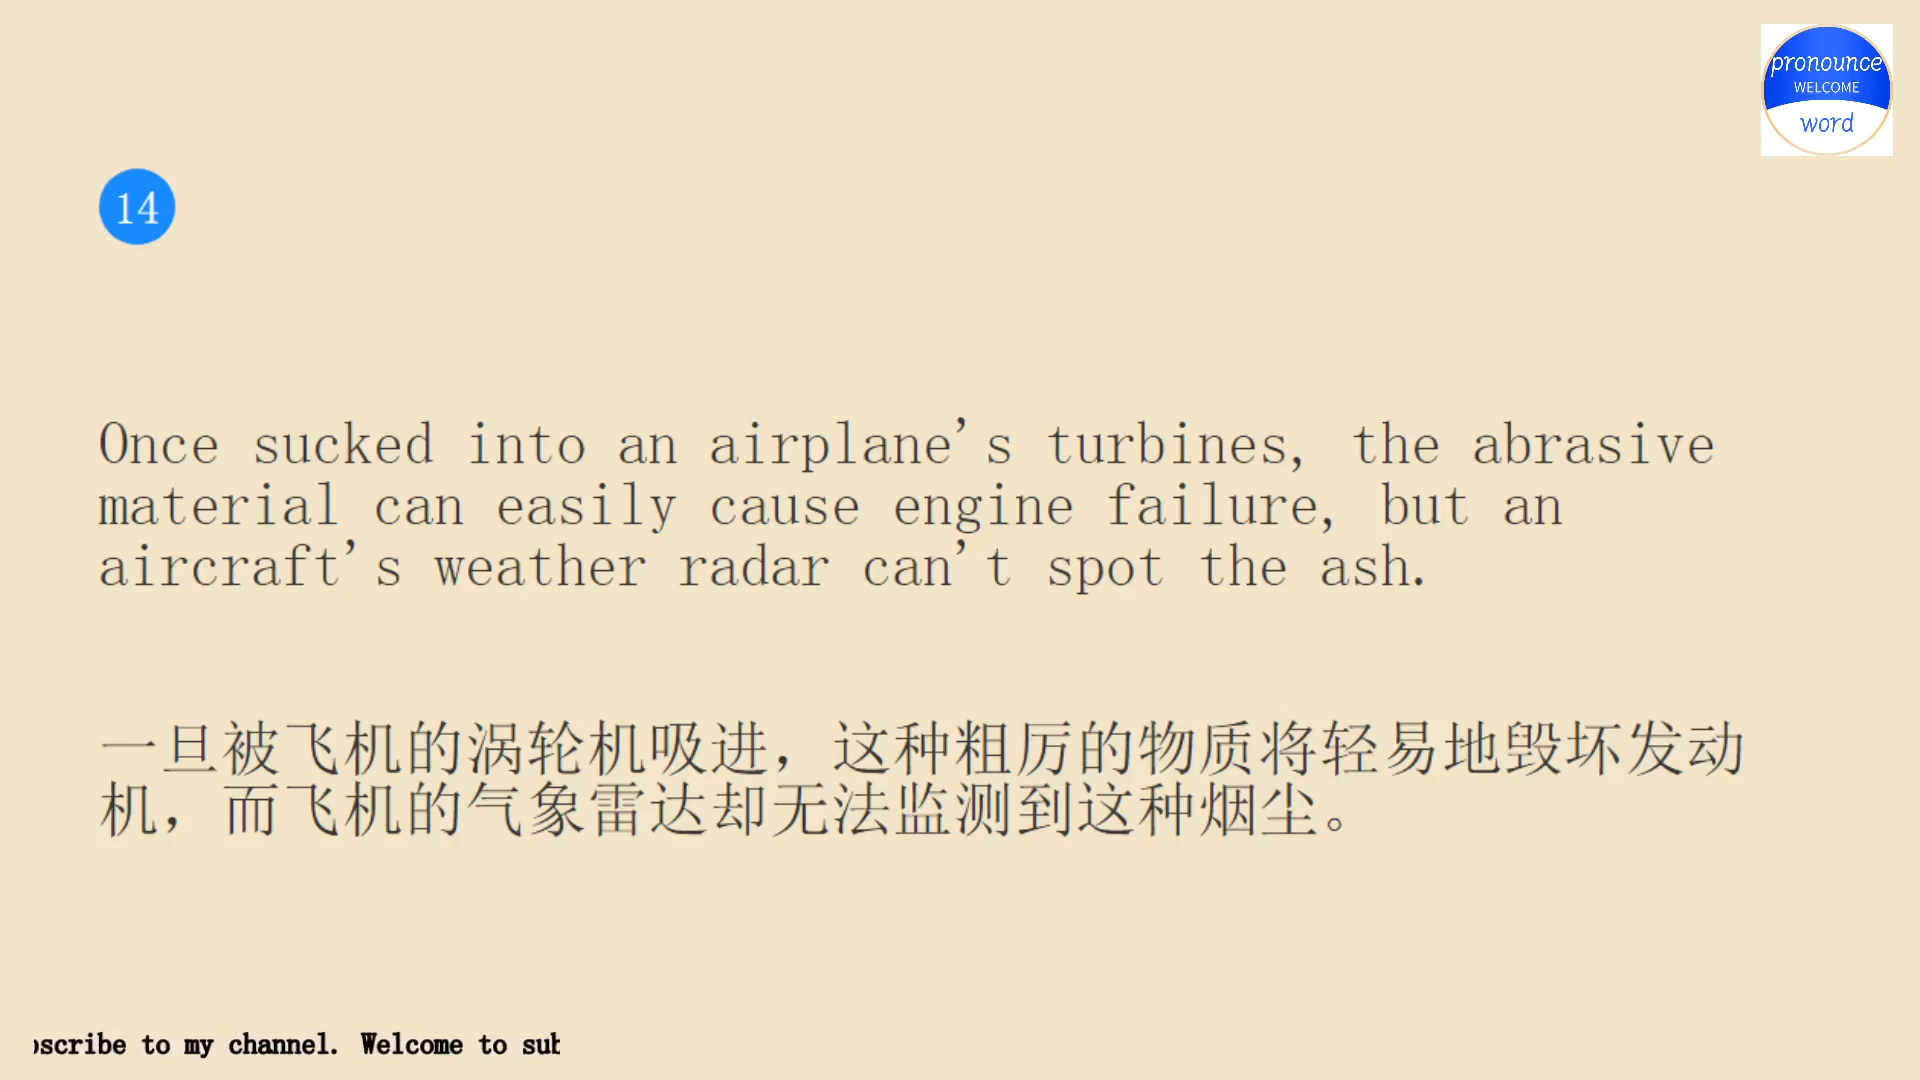 pronounce
WELCOME
word
14
Once sucked into an airplane's turbines, the abrasive
material can easily cause engine failure, but an
aircraft's weather radar can't spot the ash.
一旦被飞机的涡轮机吸进，这种粗厉的物质将轻易地毁坏发动
机，而飞机的气象雷达却无法监测到这种烟尘。
to my channel. Welcome to